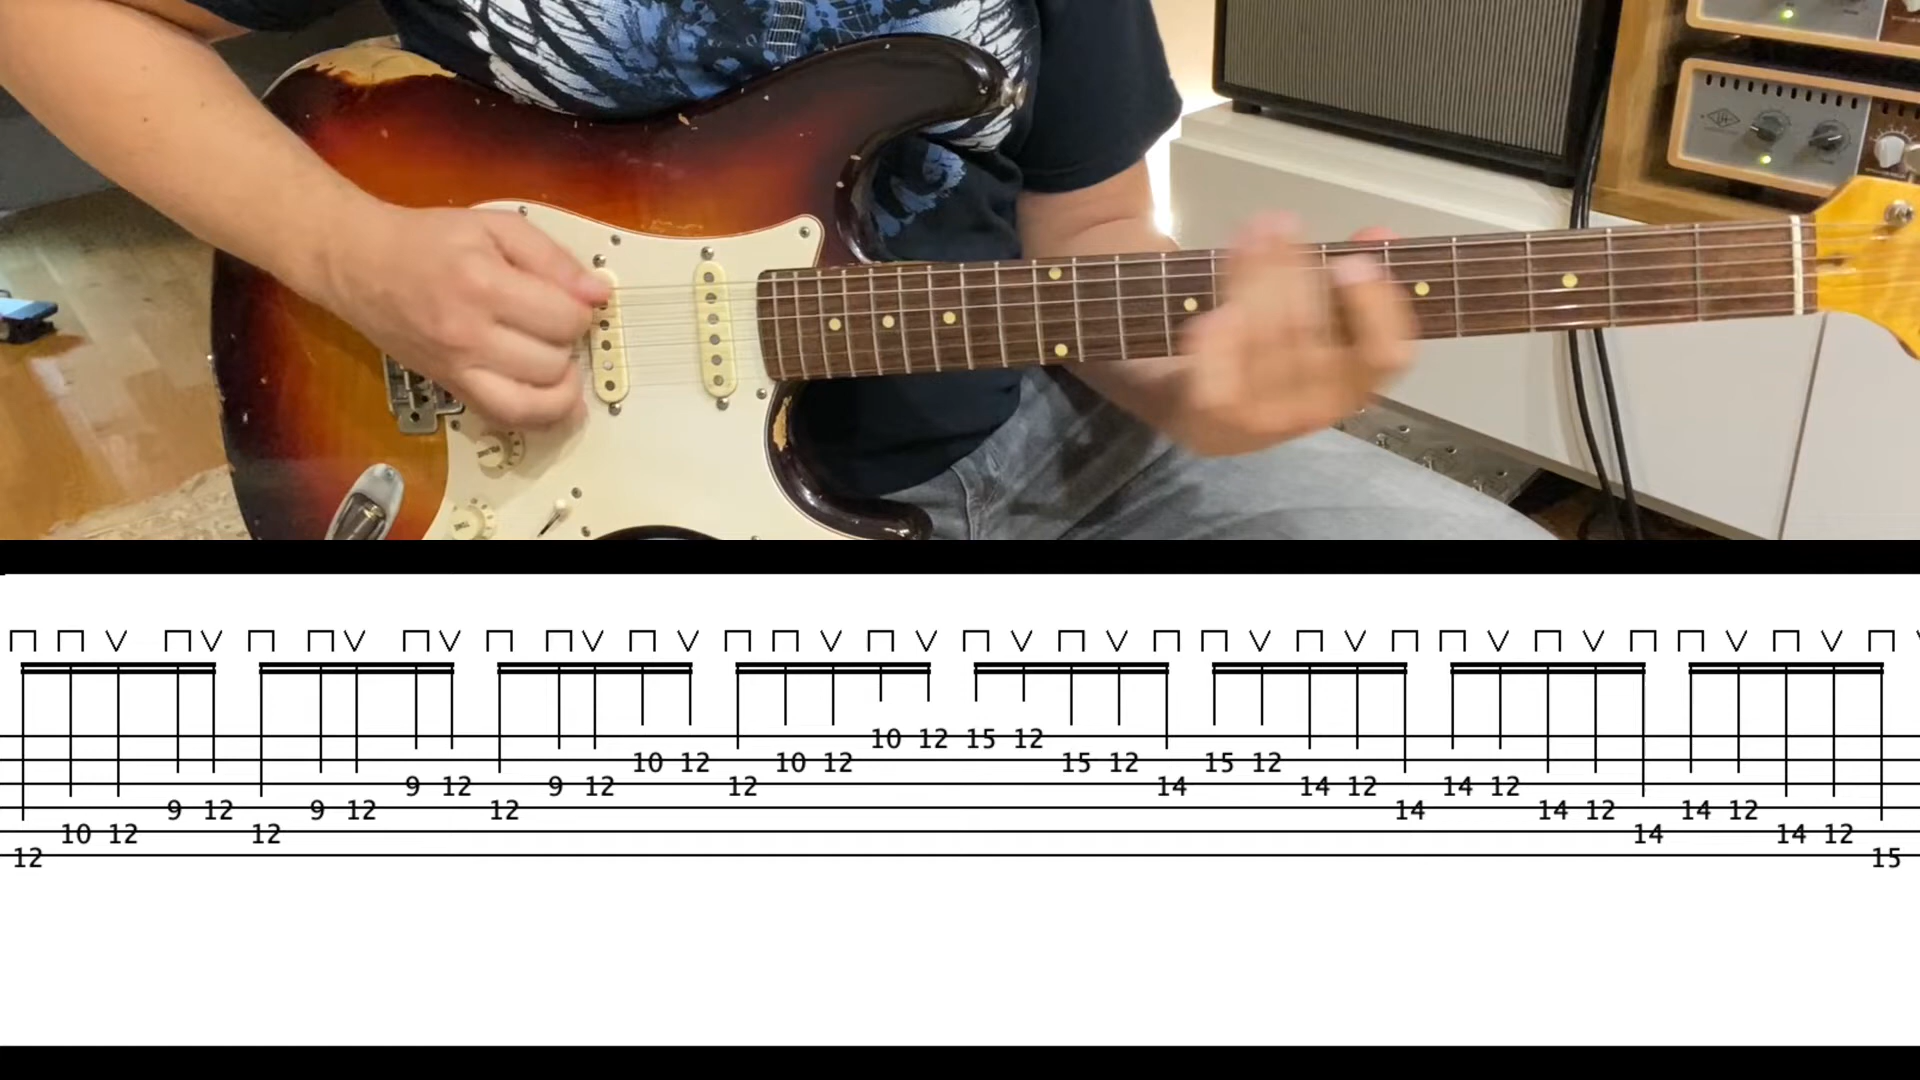 10 12 15 12
10 12 10 12 15 12 15 12
9 12 9 12 12 14 14 12 14 12
9 12 9 12 12 14 14 12 14 12
10 12 12 14 14 12
12 15